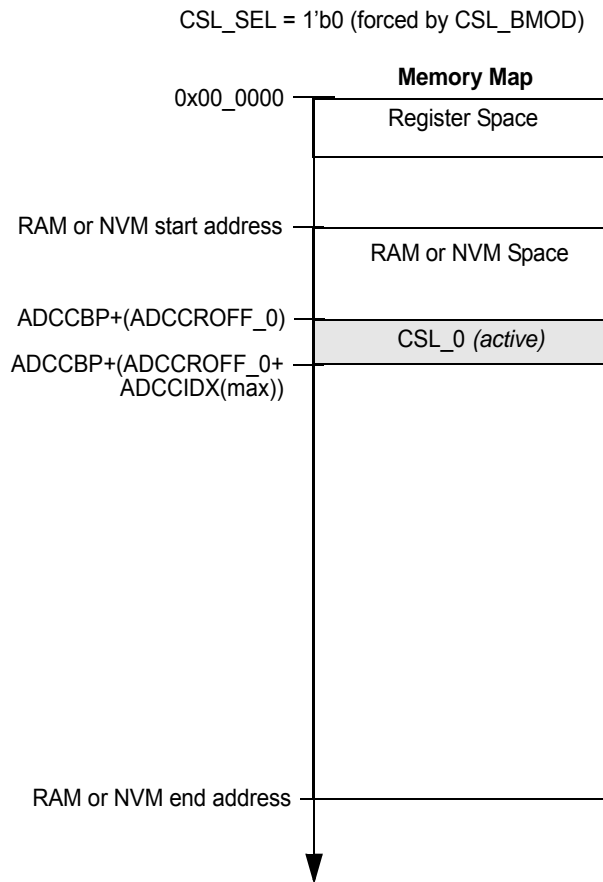 CSL_SEL = 1'b0 (forced by CSL_BMOD)
Memory Map
0x00_0000
Register Space
RAM or NVM start address
RAM or NVM Space
ADCCBP+(ADCCROFF_0)
CSL_0 (active)
ADCCBP+(ADCCROFF_0+
ADCCIDX(max))
RAM or NVM end address